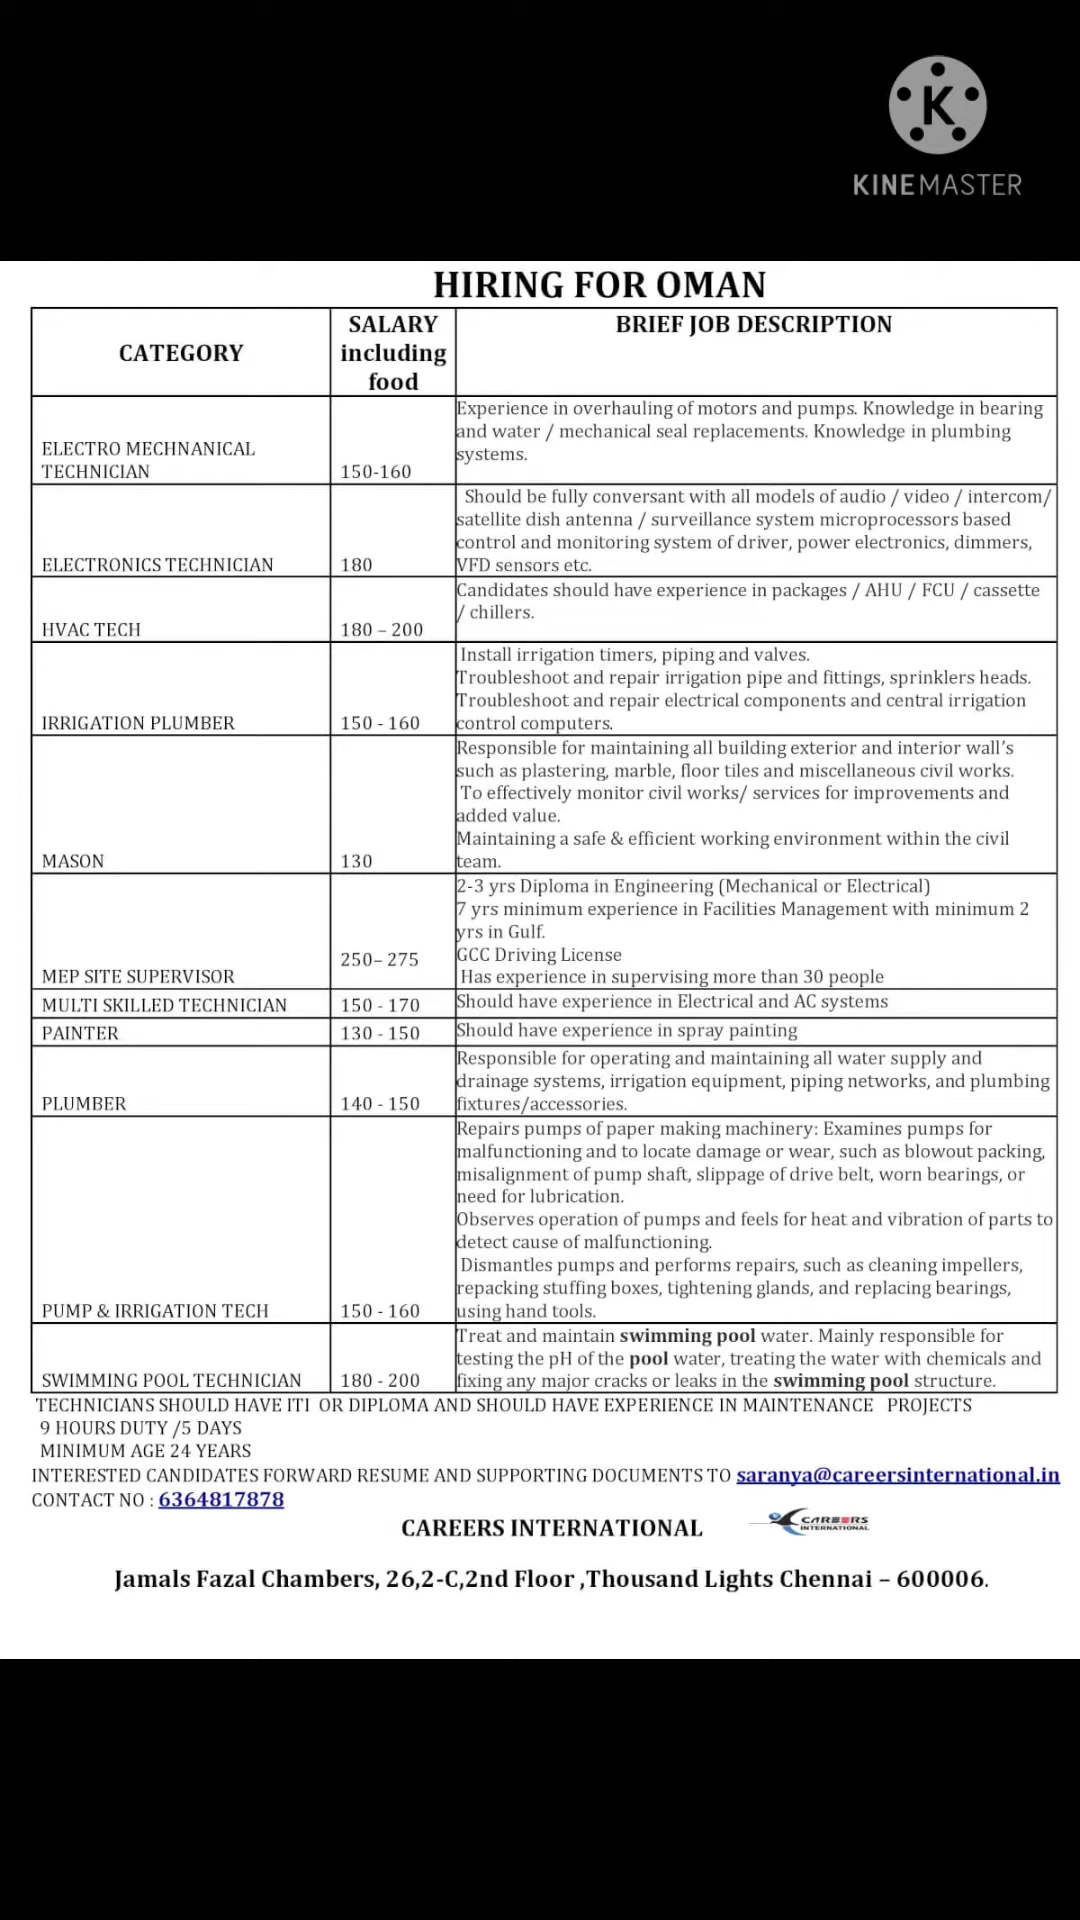 K
KINEMASTER
HIRING FOR OMAN
CATEGORY
SALARY
including
food
BRIEF JOB DESCRIPTION
ELECTRO MECHNANICAL
TECHNICIAN
150-160
Experience in overhauling of motors and pumps. Knowledge in bearing
and water / mechanical seal replacements. Knowledge in plumbing
systems.
ELECTRONICS TECHNICIAN
180
Should be fully conversant with all models of audio / video / intercom/
satellite dish antenna / surveillance system microprocessors based
control and monitoring system of driver, power electronics, dimmers,
VFD sensors etc.
HVAC TECH
180 – 200
Candidates should have experience in packages / AHU / FCU / cassette
/ chillers.
IRRIGATION PLUMBER
150 - 160
Install irrigation timers, piping and valves.
Troubleshoot and repair irrigation pipe and fittings, sprinklers heads.
Troubleshoot and repair electrical components and central irrigation
control computers.
MASON
130
Responsible for maintaining all building exterior and interior wall's
such as plastering, marble, floor tiles and miscellaneous civil works.
To effectively monitor civil works/ services for improvements and
added value.
Maintaining a safe & efficient working environment within the civil
team.
MEP SITE SUPERVISOR
250– 275
2-3 yrs Diploma in Engineering (Mechanical or Electrical)
7 yrs minimum experience in Facilities Management with minimum 2
yrs in Gulf.
GCC Driving License
Has experience in supervising more than 30 people
MULTI SKILLED TECHNICIAN
150 - 170
Should have experience in Electrical and AC systems
PAINTER
130 - 150
Should have experience in spray painting
PLUMBER
140 - 150
Responsible for operating and maintaining all water supply and
drainage systems, irrigation equipment, piping networks, and plumbing
fixtures/accessories.
PUMP & IRRIGATION TECH
150 - 160
Repairs pumps of paper making machinery: Examines pumps for
malfunctioning and to locate damage or wear, such as blowout packing,
misalignment of pump shaft, slippage of drive belt, worn bearings, or
need for lubrication.
Observes operation of pumps and feels for heat and vibration of parts to
detect cause of malfunctioning.
Dismantles pumps and performs repairs, such as cleaning impellers,
repacking stuffing boxes, tightening glands, and replacing bearings,
using hand tools.
SWIMMING POOL TECHNICIAN
180 - 200
Treat and maintain swimming pool water. Mainly responsible for
testing the pH of the pool water, treating the water with chemicals and
fixing any major cracks or leaks in the swimming pool structure.
TECHNICIANS SHOULD HAVE ITI OR DIPLOMA AND SHOULD HAVE EXPERIENCE IN MAINTENANCE PROJECTS
9 HOURS DUTY /5 DAYS
MINIMUM AGE 24 YEARS
INTERESTED CANDIDATES FORWARD RESUME AND SUPPORTING DOCUMENTS TO saranya@careersinternational.in
CONTACT NO : 6364817878
CAREERS INTERNATIONAL
CAREERS
INTERNATIONAL
Jamals Fazal Chambers, 26,2-C,2nd Floor ,Thousand Lights Chennai – 600006.